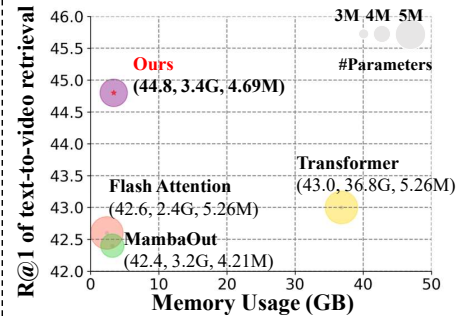 R@1 of text-to-video retrieval
46.0
45.5
45.0
44.5
44.0
43.5
43.0
42.5
42.0
3M 4M 5M
#Parameters
Ours
(44.8, 3.4G, 4.69M)
Transformer
(43.0, 36.8G, 5.26M)
Flash Attention
(42.6, 2.4G, 5.26M)
MambaOut
(42.4, 3.2G, 4.21M)
0 10 20 30 40 50
Memory Usage (GB)